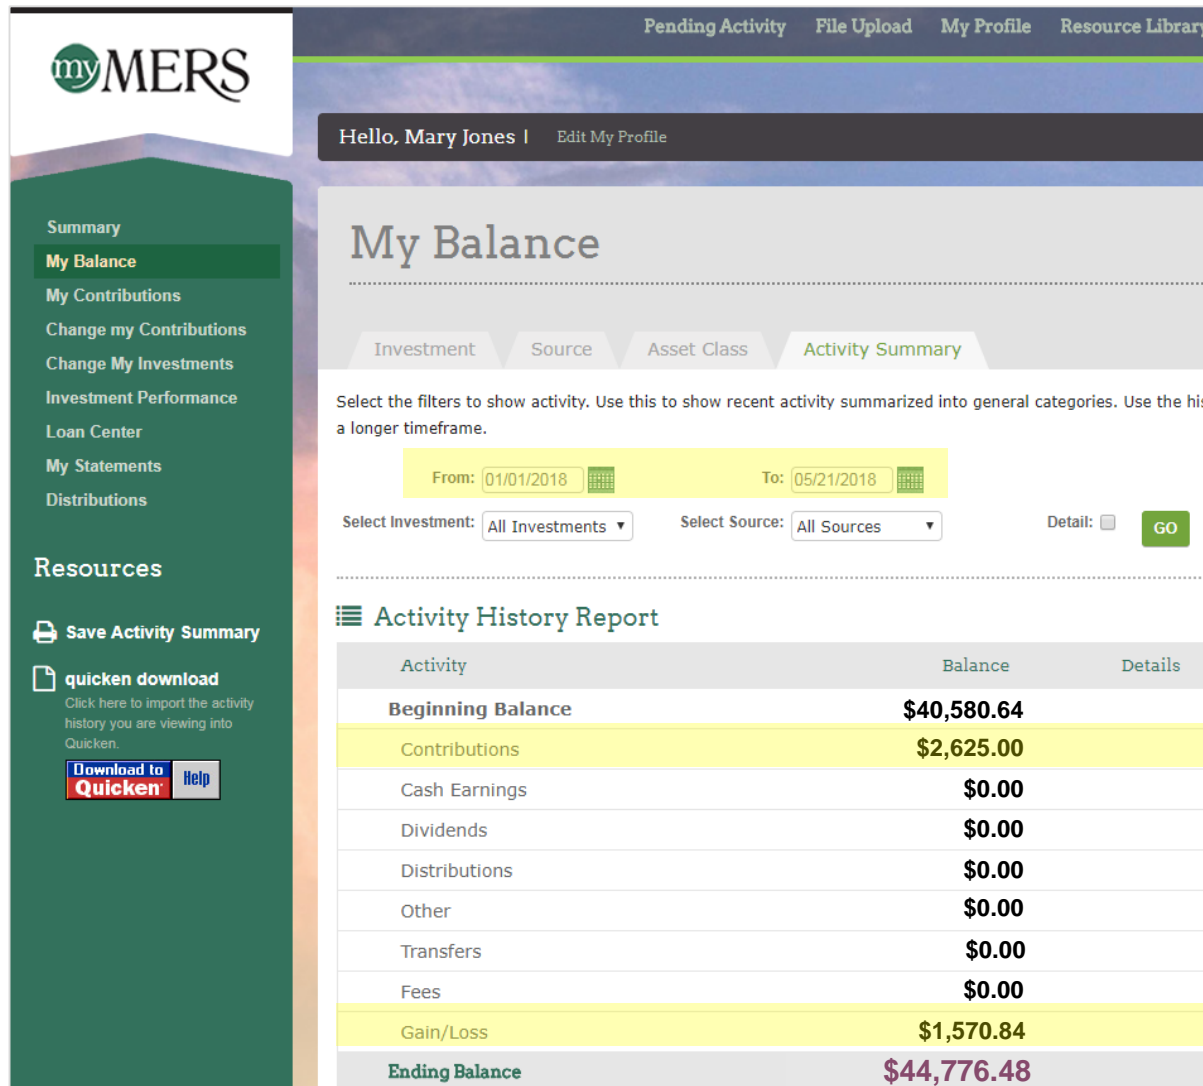 Pending Activity File Upload My Profile Resource Library
myMERS
Hello, Mary Jones | Edit My Profile
Summary
My Balance
My Contributions
Change my Contributions
Change My Investments
Investment Performance
Loan Center
My Statements
Distributions
Resources
Save Activity Summary
quicken download
Click here to import the activity
history you are viewing into
Quicken.
Download to
Quicken
Help
My Balance
Investment Source Asset Class Activity Summary
Select the filters to show activity. Use this to show recent activity summarized into general categories. Use the his
a longer timeframe.
From: 01/01/2018 To: 05/21/2018
Select Investment: All Investments Select Source: All Sources Detail: GO
Activity History Report
Activity Balance Details
Beginning Balance $40,580.64
Contributions $2,625.00
Cash Earnings $0.00
Dividends $0.00
Distributions $0.00
Other $0.00
Transfers $0.00
Fees $0.00
Gain/Loss $1,570.84
Ending Balance $44,776.48